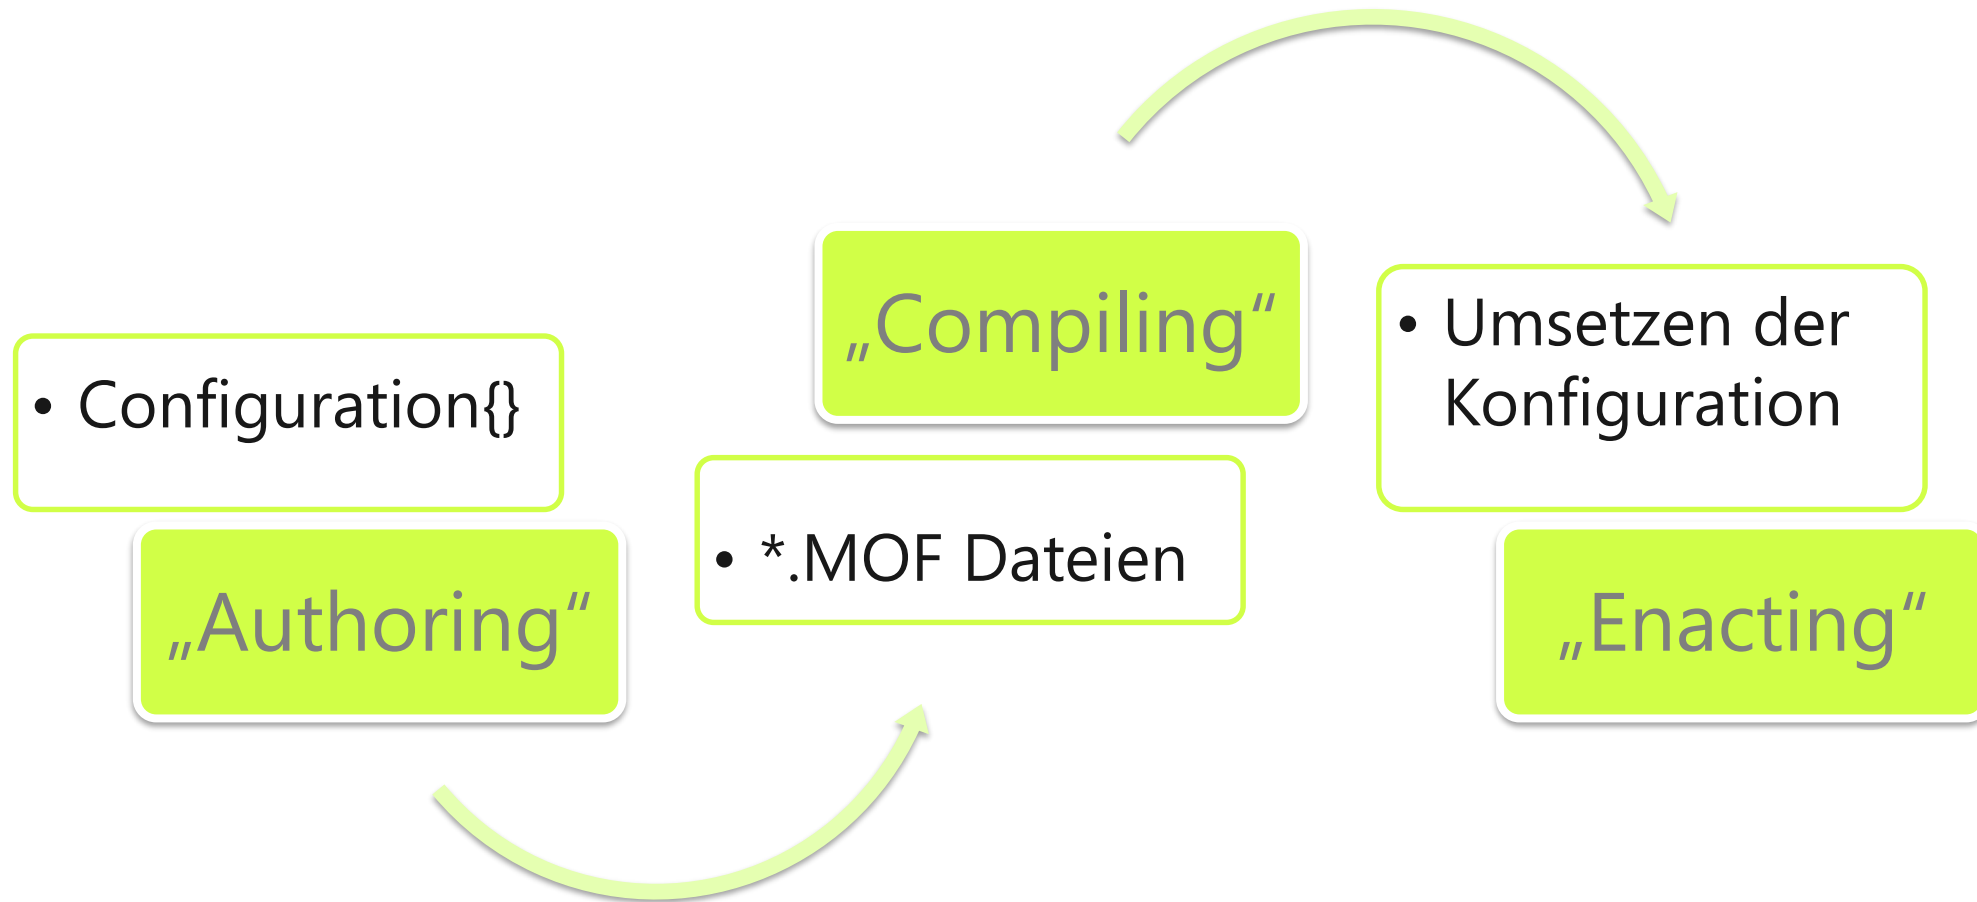 • Configuration{}
„Authoring“
„Compiling“
• *.MOF Dateien
• Umsetzen der
Konfiguration
„Enacting“